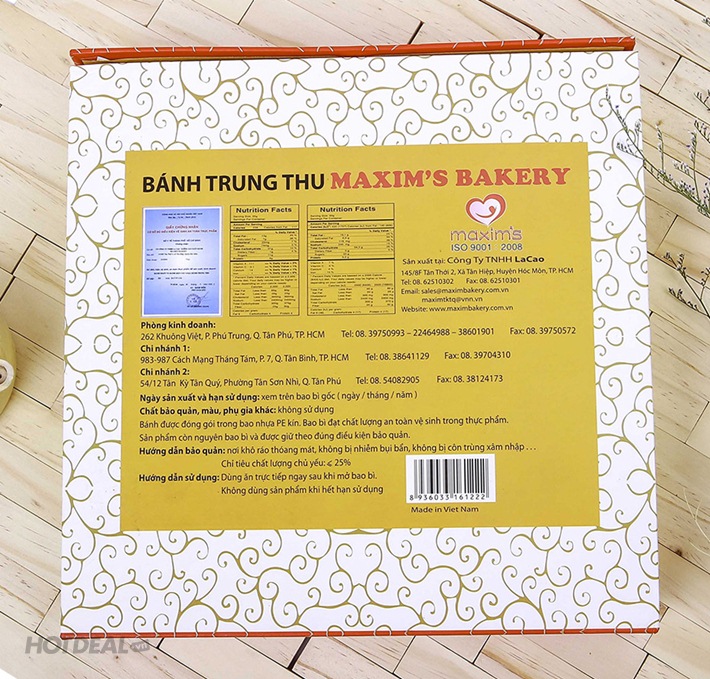 BÁNH TRUNG THU MAXIM'S BAKERY
GIẤY CHỨNG NHẬN
Nutrition Facts
Nutrition Facts
maxim's
ISO 9001 2008
Sản xuất tại: Công Ty TNHH LaCao
145/8F Tân Thới 2, Xã Tân Hiệp, Huyện Hóc Môn, TP. HCM
Tel: 08. 62510302 Fax: 08. 62510301
Email: sales@maximbakery.com.vn
maximtktq@vnn.vn
Website: www.maximbakery.com.vn
Phòng kinh doanh:
262 Khuông Việt, P. Phú Trung, Q. Tân Phú, TP. HCM Tel: 08. 39750993 – 22464988 – 38601901 Fax: 08. 39750572
Chi nhánh 1:
983-987 Cách Mạng Tháng Tám, P. 7, Q. Tân Bình, TP. HCM Tel: 08. 38641129 Fax: 08. 39704310
Chi nhánh 2:
54/12 Tân Kỳ Tân Quý, Phường Tân Sơn Nhì, Q. Tân Phú Tel: 08. 54082905 Fax: 08. 38124173
Ngày sản xuất và hạn sử dụng: xem trên bao bì gốc ( ngày / tháng / năm )
Chất bảo quản, màu, phụ gia khác: không sử dụng
Bánh được đóng gói trong bao nhựa PE kín. Bao bì đạt chất lượng an toàn vệ sinh trong thực phẩm.
Sản phẩm còn nguyên bao bì và được giữ theo đúng điều kiện bảo quản.
Hướng dẫn bảo quản: nơi khô ráo thoáng mát, không bị nhiễm bụi bẩn, không bị côn trùng xâm nhập . . .
Chỉ tiêu chất lượng chủ yếu: ⩽ 25%
Hướng dẫn sử dụng: Dùng ăn trực tiếp ngay sau khi mở bao bì.
Không dùng sản phẩm khi hết hạn sử dụng
8 936033 161222
Made in Viet Nam
HOTDEAL.vn